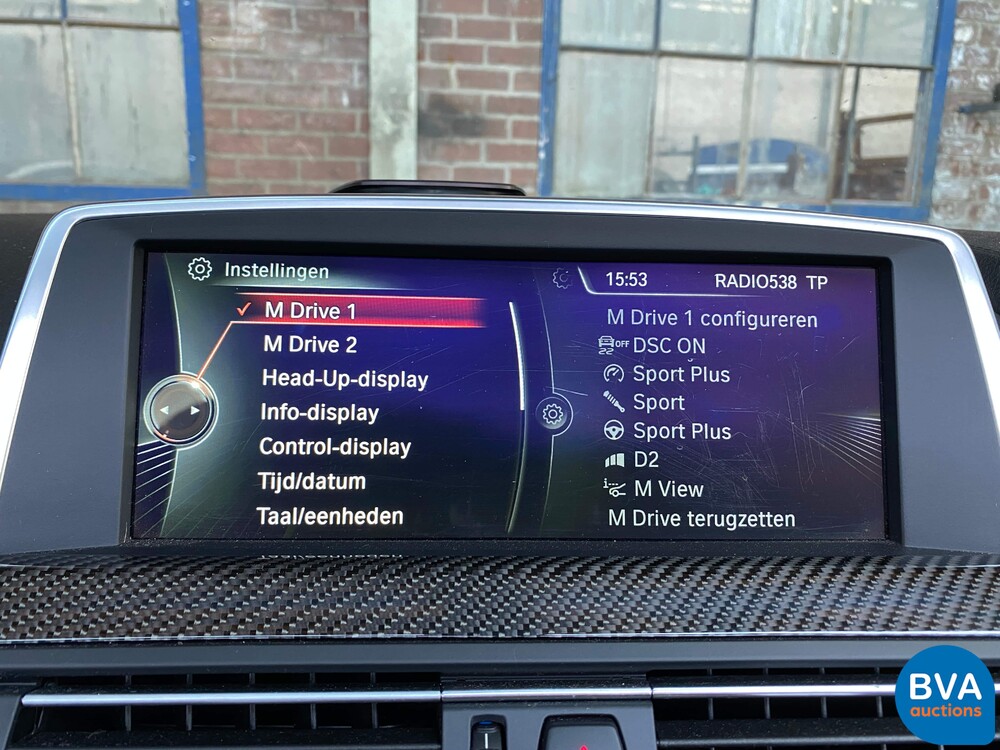 Instellingen
M Drive 1
M Drive 2
Head-Up-display
Info-display
Control-display
Tijd/datum
Taal/eenheden
15:53 RADIO538 TP
M Drive 1 configureren
OFF DSC ON
Sport Plus
Sport
Sport Plus
D2
M View
M Drive terugzetten
BVA
auctions